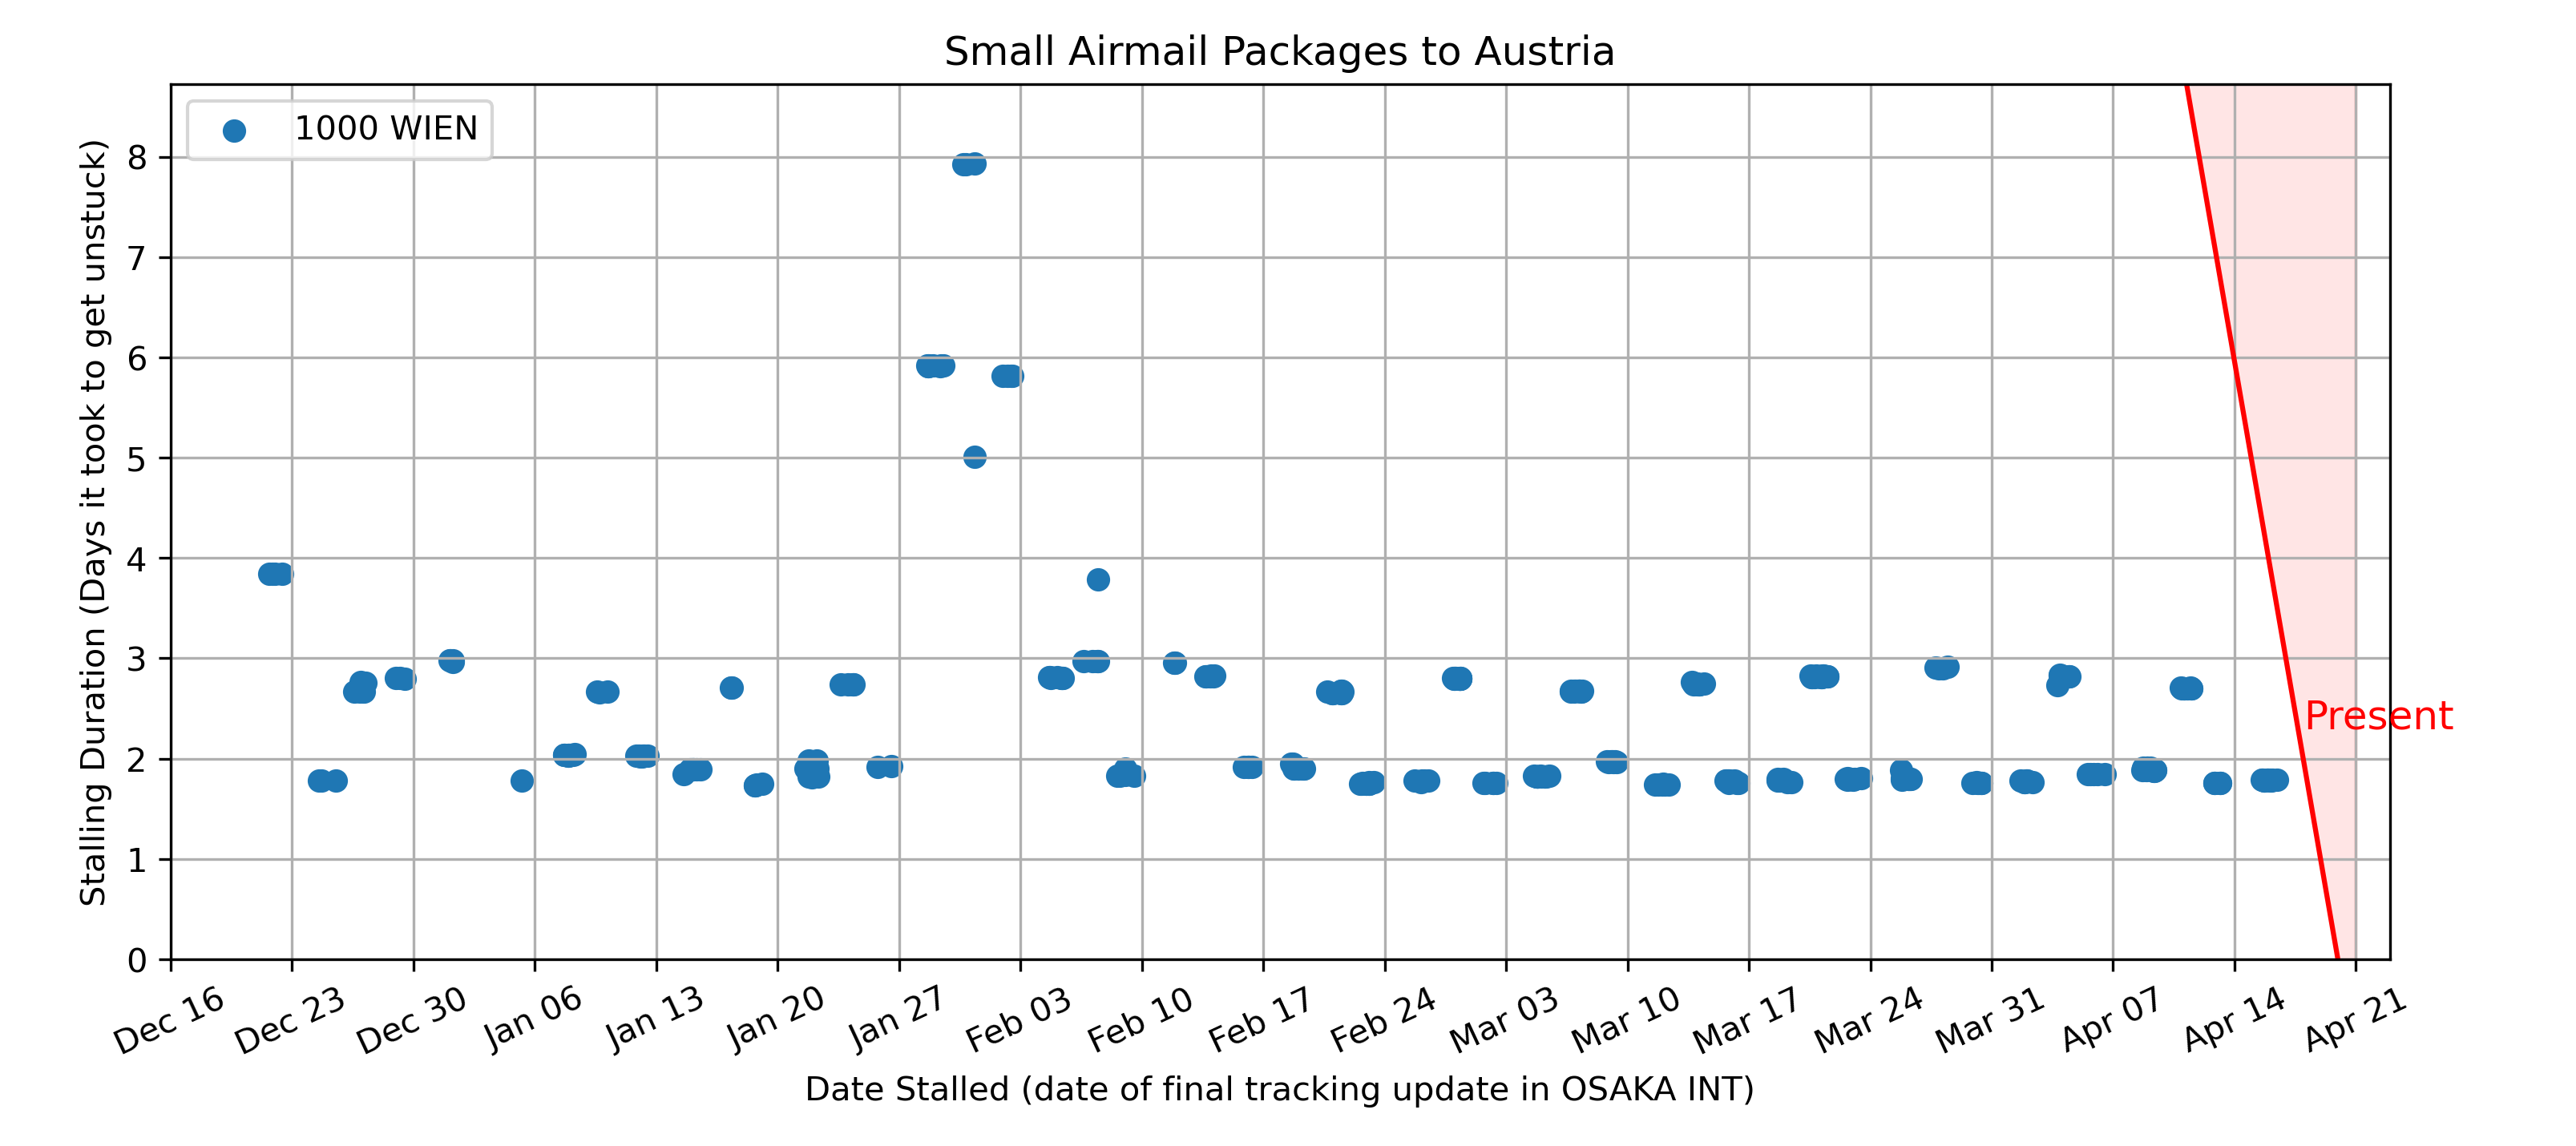 Small Airmail Packages to Austria
1000 WIEN
Stalling Duration (Days it took to get unstuck)
8
7
6
5
4
3
2
1
0
Present
Dec 16
Dec 23
Dec 30
Jan 06
Jan 13
Jan 20
Jan 27
Feb 03
Feb 10
Feb 17
Feb 24
Mar 03
Mar 10
Mar 17
Mar 24
Mar 31
Apr 07
Apr 14
Apr 21
Date Stalled (date of final tracking update in OSAKA INT)